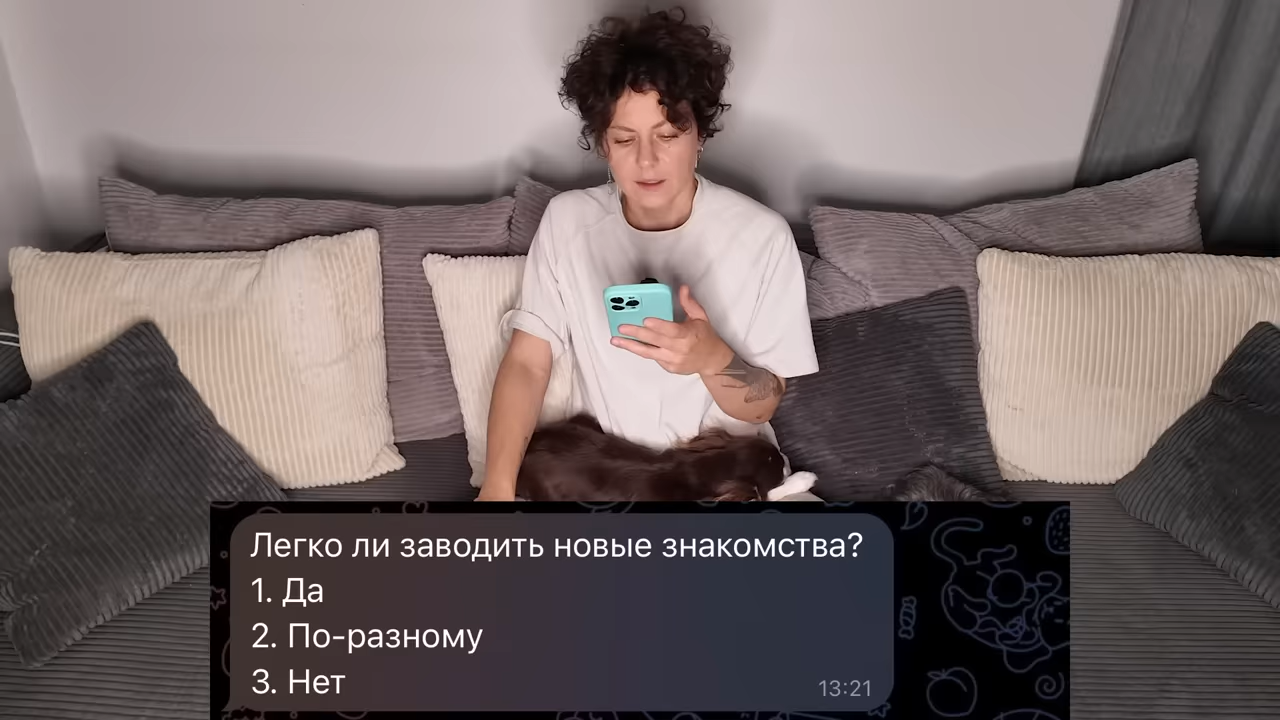 Легко ли заводить новые знакомства?
1. Да
2. По-разному
3. Нет
13:21